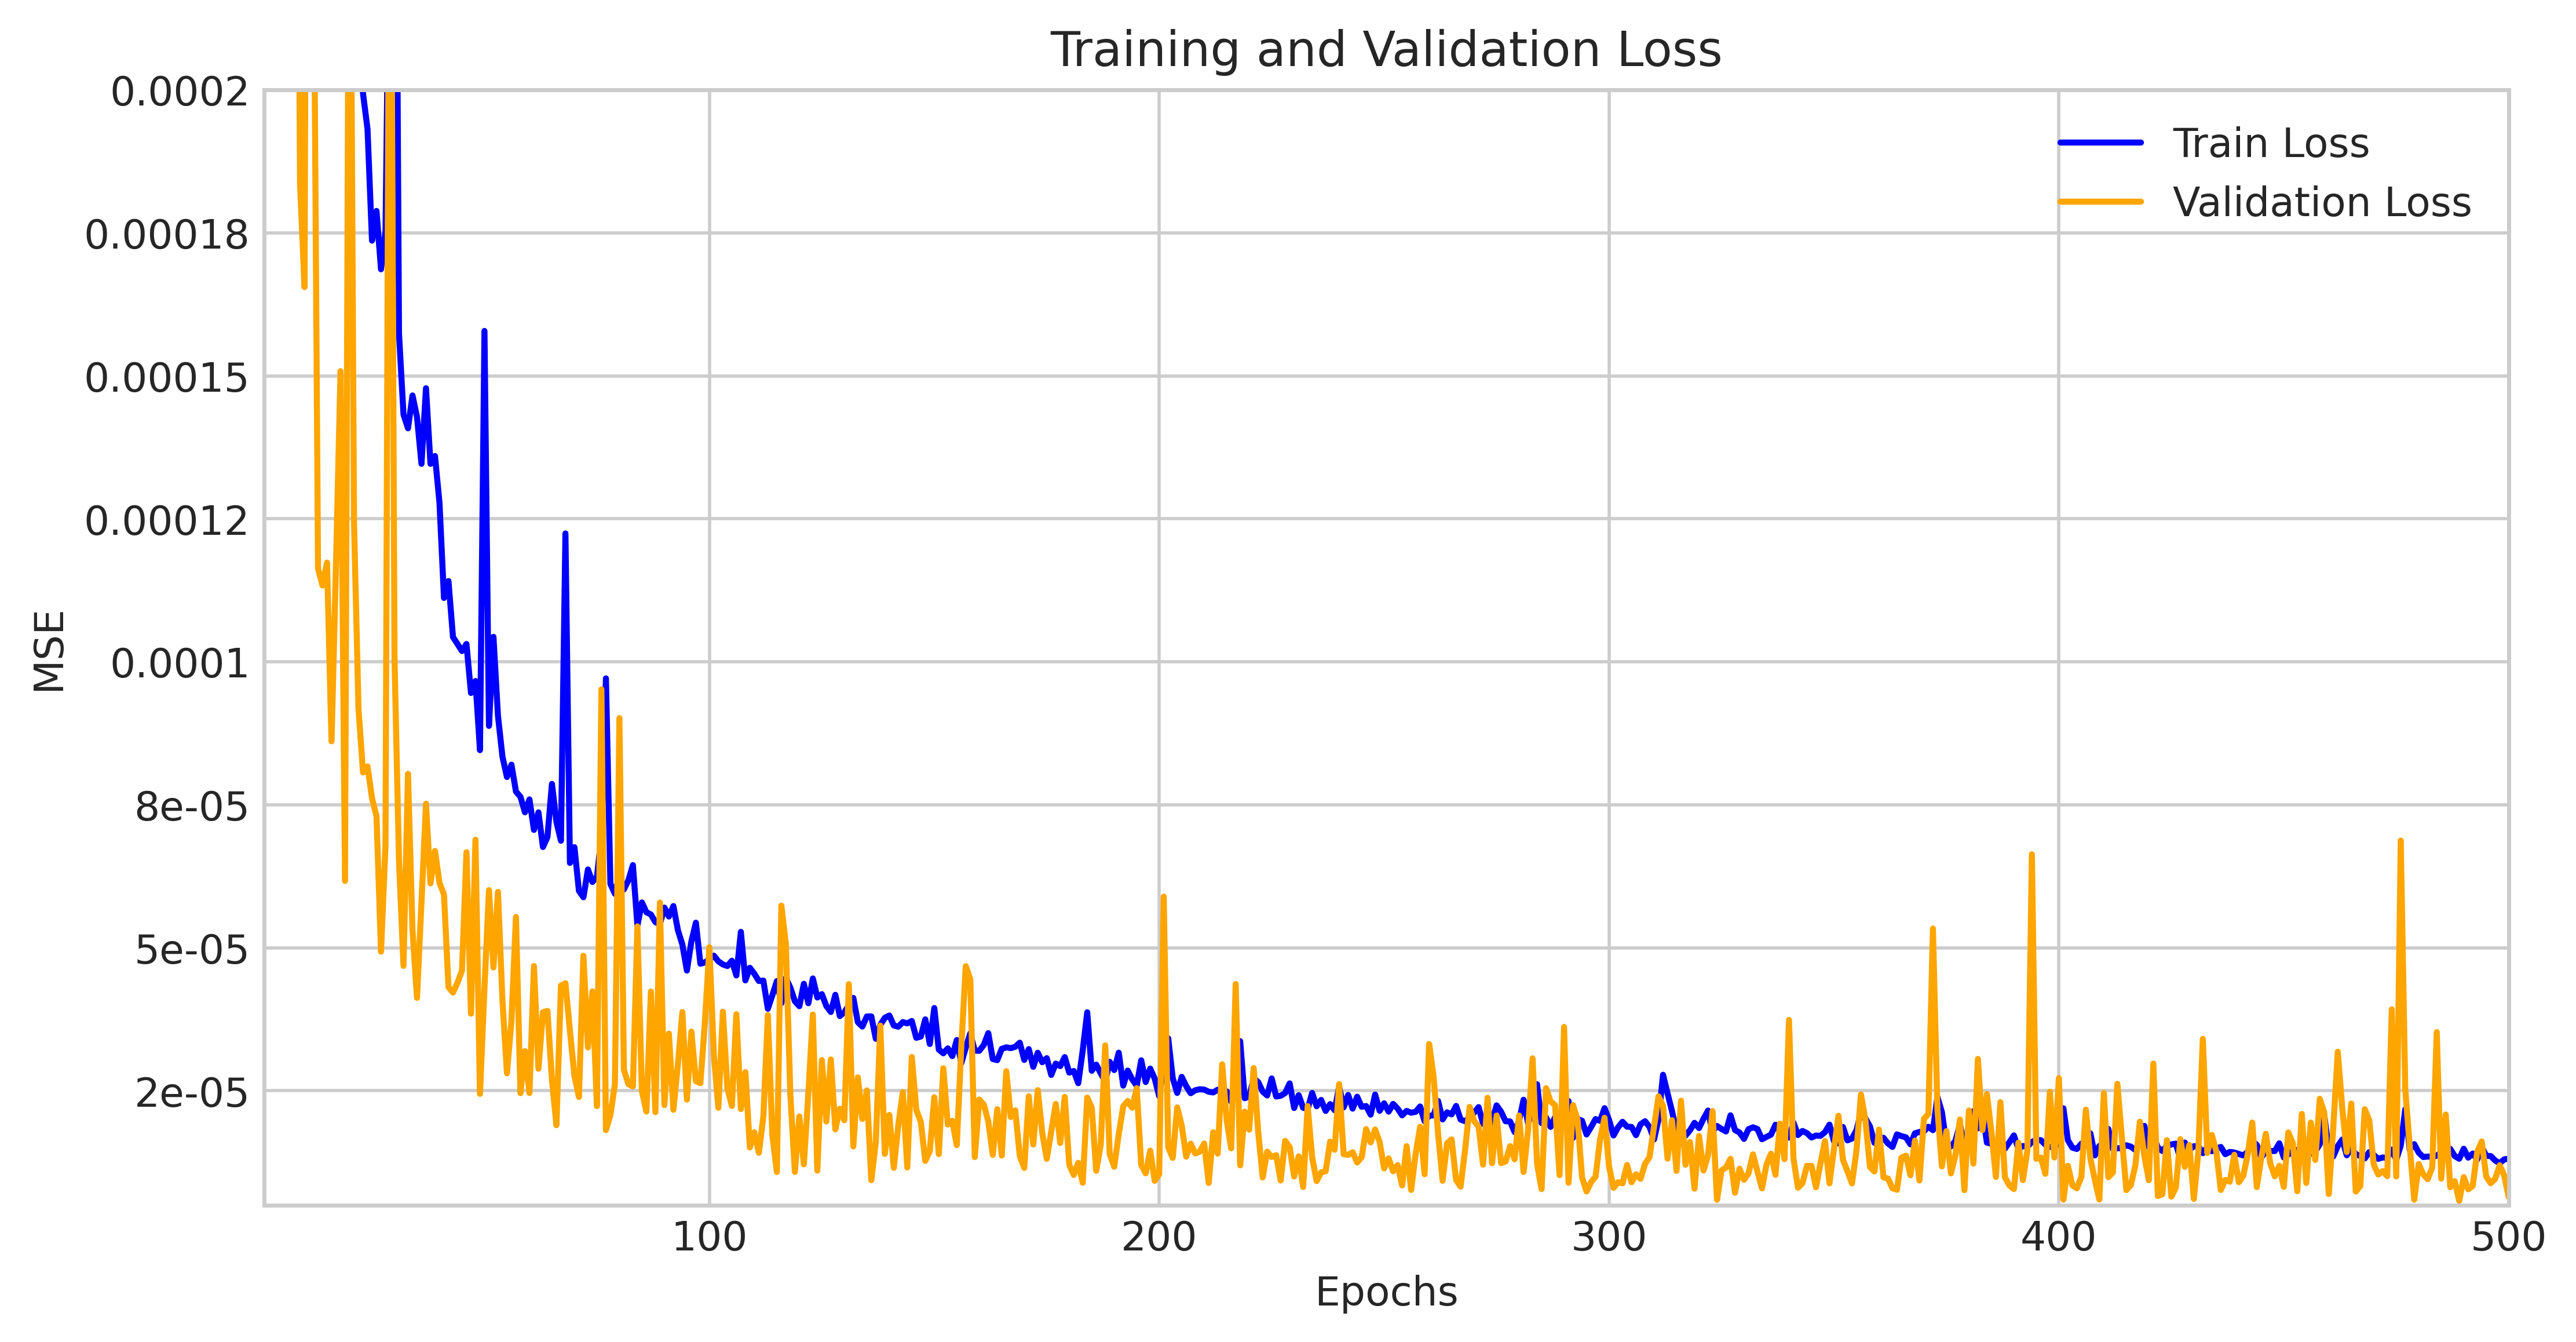 Training and Validation Loss
0.0002
0.00018
0.00015
0.00012
0.0001
8e-05
5e-05
2e-05
MSE
Train Loss
Validation Loss
100
200
300
400
500
Epochs